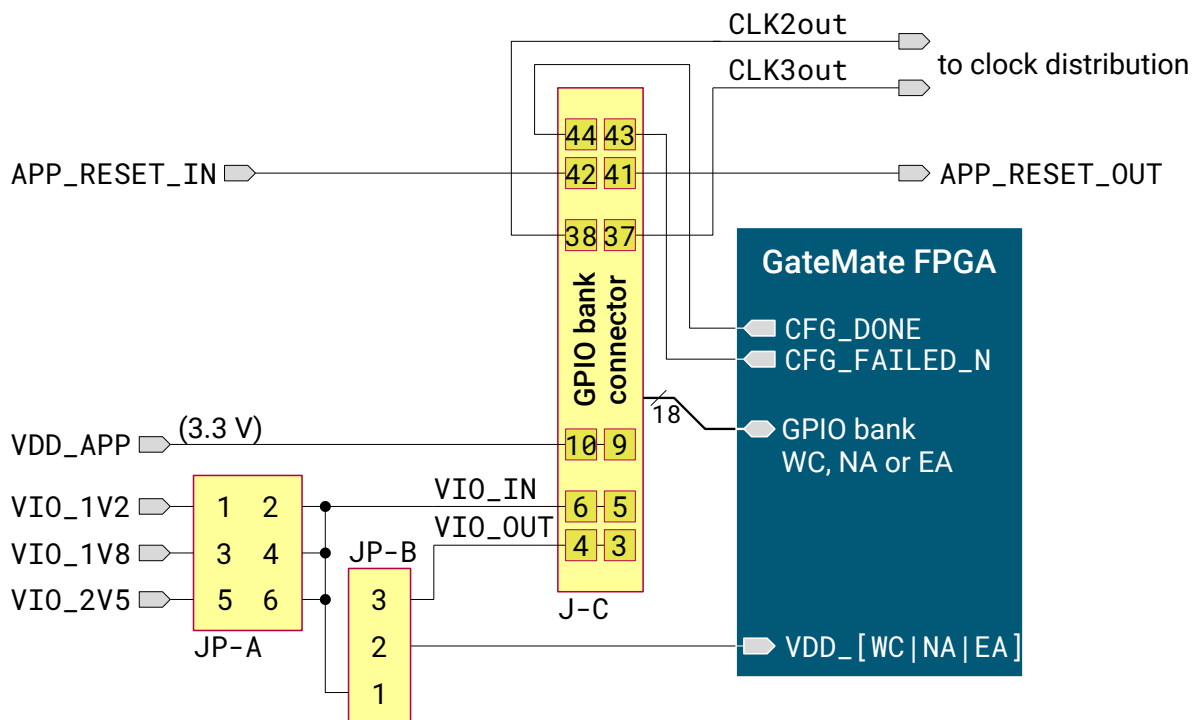 CLK2out
to clock distribution
CLK3out
44 43
APP_RESET_IN
42 41
APP_RESET_OUT
38 37
GateMate FPGA
GPIO bank
connector
CFG_DONE
CFG_FAILED_N
18
GPIO bank
WC, NA or EA
VDD_APP
(3.3 V)
10 9
VIO_IN
VIO_1V2
1 2
6 5
VIO_OUT
VIO_1V8
3 4
JP-B
4 3
VIO_2V5
5 6
3
J-C
JP-A
2
VDD_[WC|NA|EA]
1